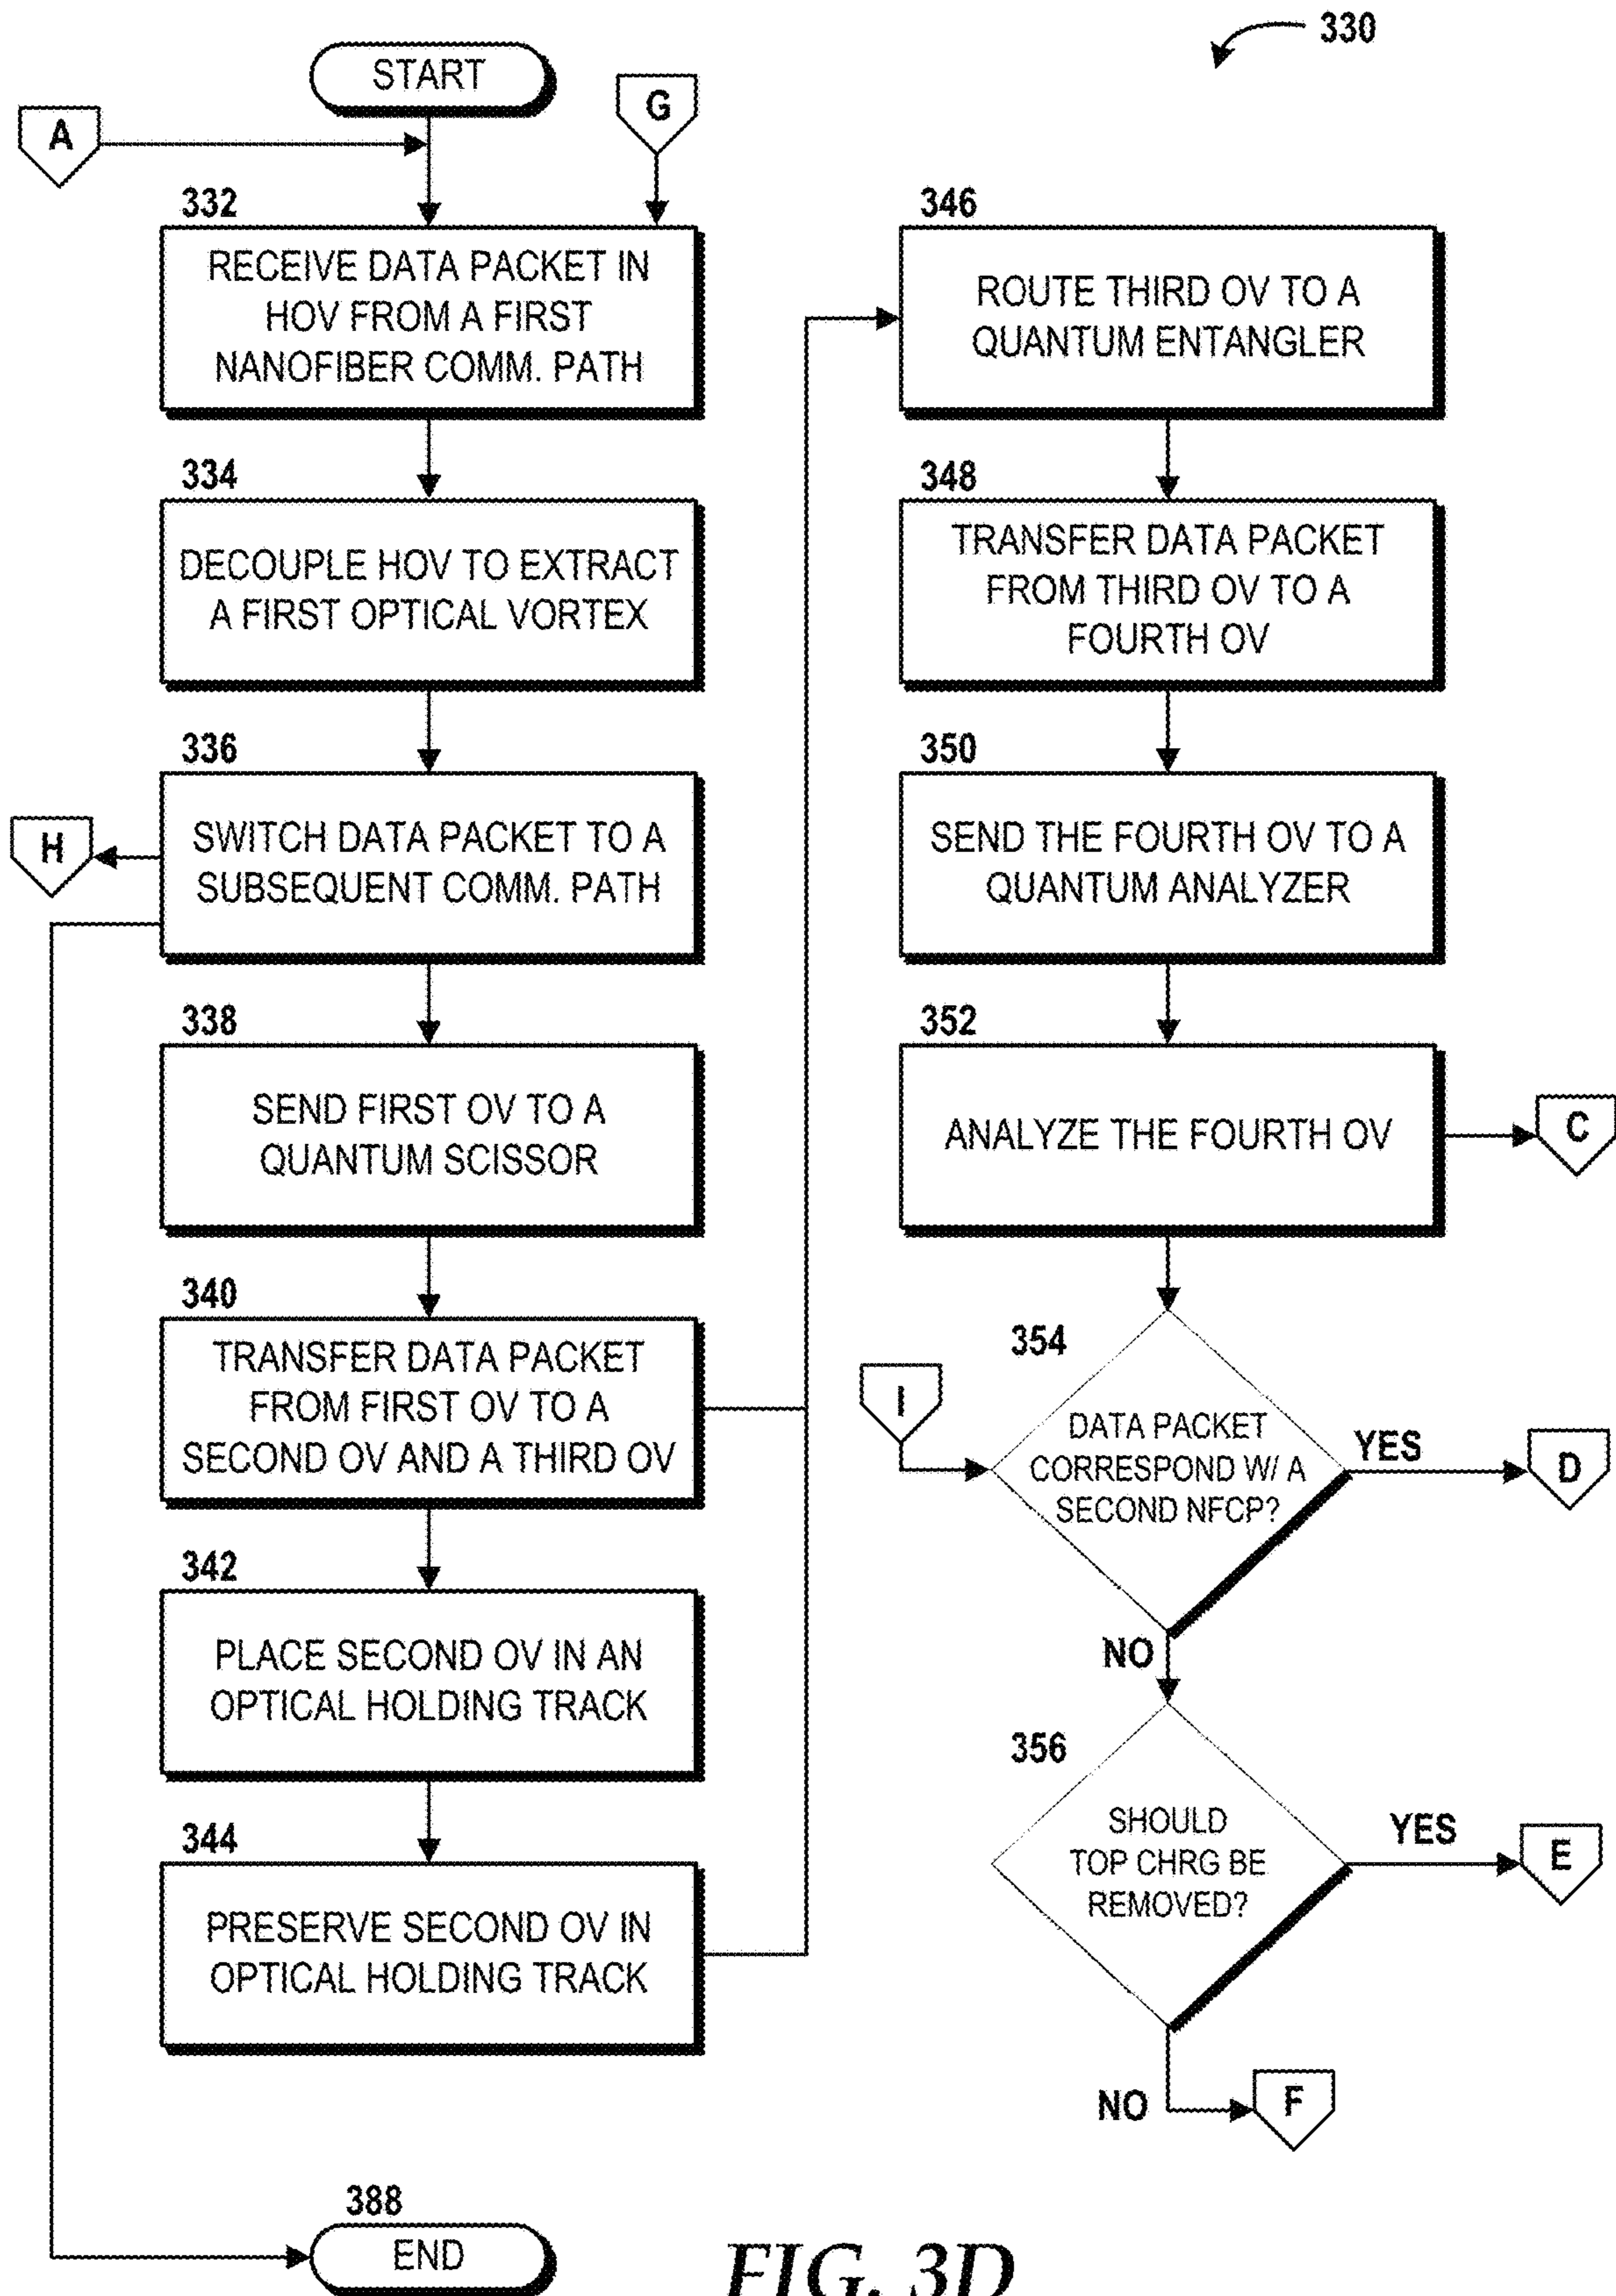 330
START
A
G
332
RECEIVE DATA PACKET IN
HOV FROM A FIRST
NANOFIBER COMM. PATH
334
DECOUPLE HOV TO EXTRACT
A FIRST OPTICAL VORTEX
336
SWITCH DATA PACKET TO A
SUBSEQUENT COMM. PATH
H
338
SEND FIRST OV TO A
QUANTUM SCISSOR
340
TRANSFER DATA PACKET
FROM FIRST OV TO A
SECOND OV AND A THIRD OV
342
PLACE SECOND OV IN AN
OPTICAL HOLDING TRACK
344
PRESERVE SECOND OV IN
OPTICAL HOLDING TRACK
346
ROUTE THIRD OV TO A
QUANTUM ENTANGLER
348
TRANSFER DATA PACKET
FROM THIRD OV TO A
FOURTH OV
350
SEND THE FOURTH OV TO A
QUANTUM ANALYZER
352
ANALYZE THE FOURTH OV
C
354
I
DATA PACKET
CORRESPOND W/ A
SECOND NFCP?
YES
D
NO
356
SHOULD
TOP CHRG BE
REMOVED?
YES
E
NO
F
388
END
FIG. 3D